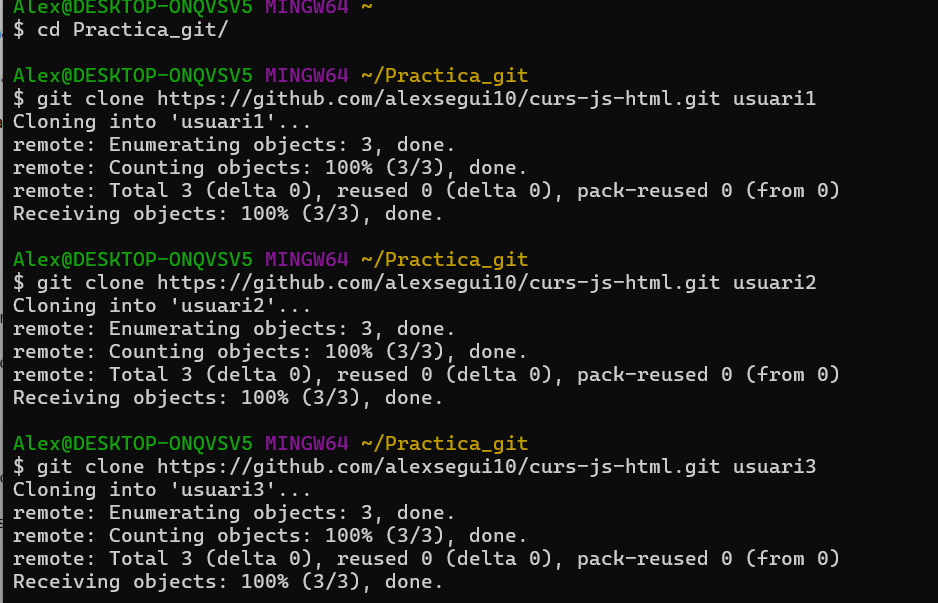 Alex@DESKTOP-ONQVSV5 MINGW64 ~
$ cd Practica_git/
Alex@DESKTOP-ONQVSV5 MINGW64 ~/Practica_git
$ git clone https://github.com/alexsegui10/curs-js-html.git usuari1
Cloning into 'usuari1'...
remote: Enumerating objects: 3, done.
remote: Counting objects: 100% (3/3), done.
remote: Total 3 (delta 0), reused 0 (delta 0), pack-reused 0 (from 0)
Receiving objects: 100% (3/3), done.
Alex@DESKTOP-ONQVSV5 MINGW64 ~/Practica_git
$ git clone https://github.com/alexsegui10/curs-js-html.git usuari2
Cloning into 'usuari2'...
remote: Enumerating objects: 3, done.
remote: Counting objects: 100% (3/3), done.
remote: Total 3 (delta 0), reused 0 (delta 0), pack-reused 0 (from 0)
Receiving objects: 100% (3/3), done.
Alex@DESKTOP-ONQVSV5 MINGW64 ~/Practica_git
$ git clone https://github.com/alexsegui10/curs-js-html.git usuari3
Cloning into 'usuari3'...
remote: Enumerating objects: 3, done.
remote: Counting objects: 100% (3/3), done.
remote: Total 3 (delta 0), reused 0 (delta 0), pack-reused 0 (from 0)
Receiving objects: 100% (3/3), done.